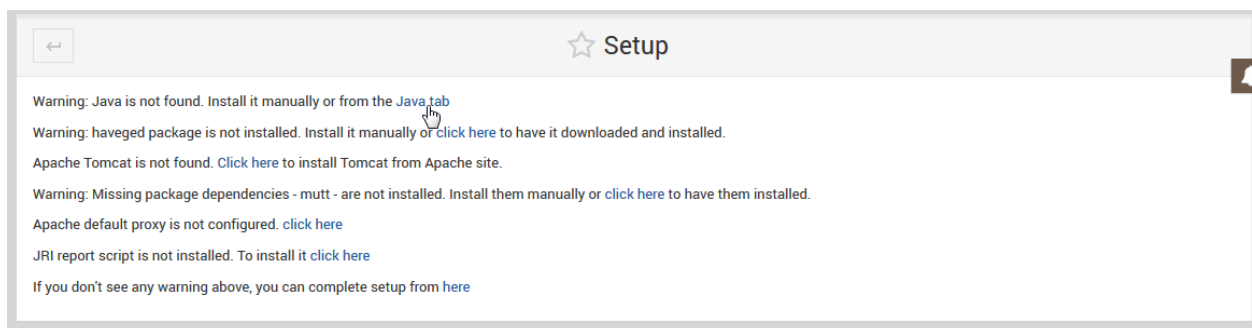 Setup
Warning: Java is not found. Install it manually or from the Java tab
Warning: haveged package is not installed. Install it manually or click here to have it downloaded and installed.
Apache Tomcat is not found. Click here to install Tomcat from Apache site.
Warning: Missing package dependencies - mutt - are not installed. Install them manually or click here to have them installed.
Apache default proxy is not configured. click here
JRI report script is not installed. To install it click here
If you don't see any warning above, you can complete setup from here